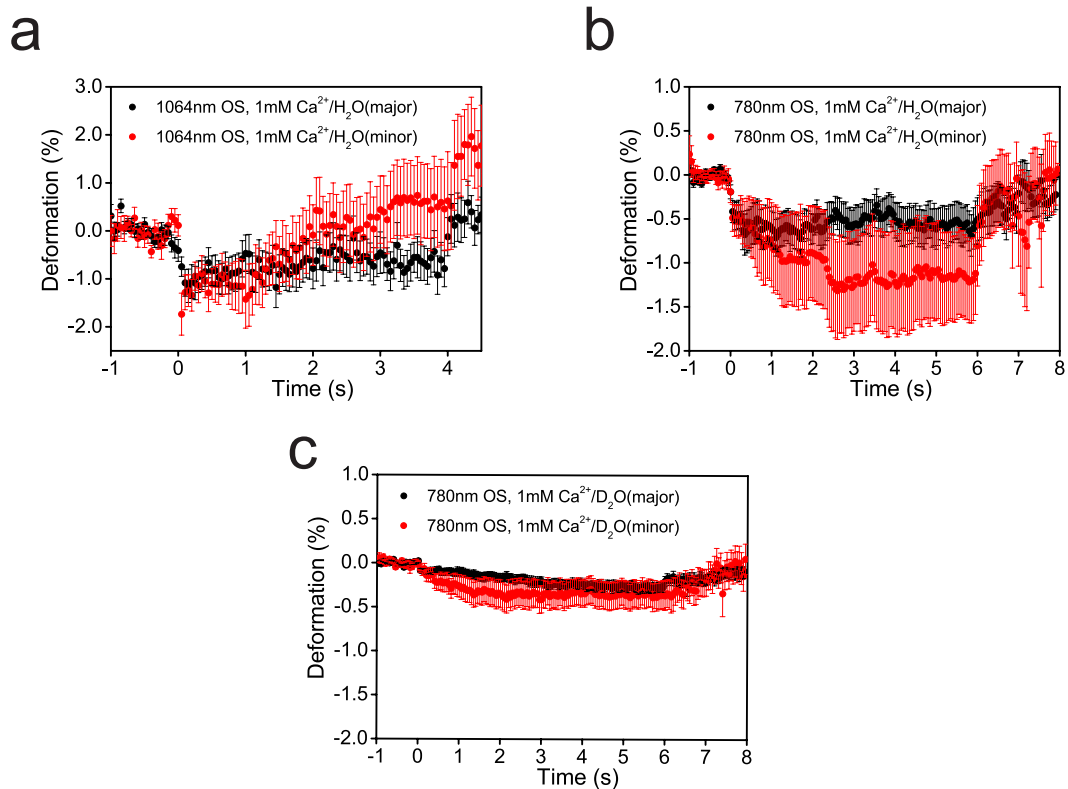 a
3.0
2.0
1.0
0.0
-1.0
-2.0
Deformation (%)
1064nm OS, 1mM Ca²⁺/H₂O(major)
1064nm OS, 1mM Ca²⁺/H₂O(minor)
-1 0 1 2 3 4
Time (s)
b
1.0
0.5
0.0
-0.5
-1.0
-1.5
-2.0
Deformation (%)
780nm OS, 1mM Ca²⁺/H₂O(major)
780nm OS, 1mM Ca²⁺/H₂O(minor)
-1 0 1 2 3 4 5 6 7 8
Time (s)
c
1.0
0.5
0.0
-0.5
-1.0
-1.5
-2.0
Deformation (%)
780nm OS, 1mM Ca²⁺/D₂O(major)
780nm OS, 1mM Ca²⁺/D₂O(minor)
-1 0 1 2 3 4 5 6 7 8
Time (s)